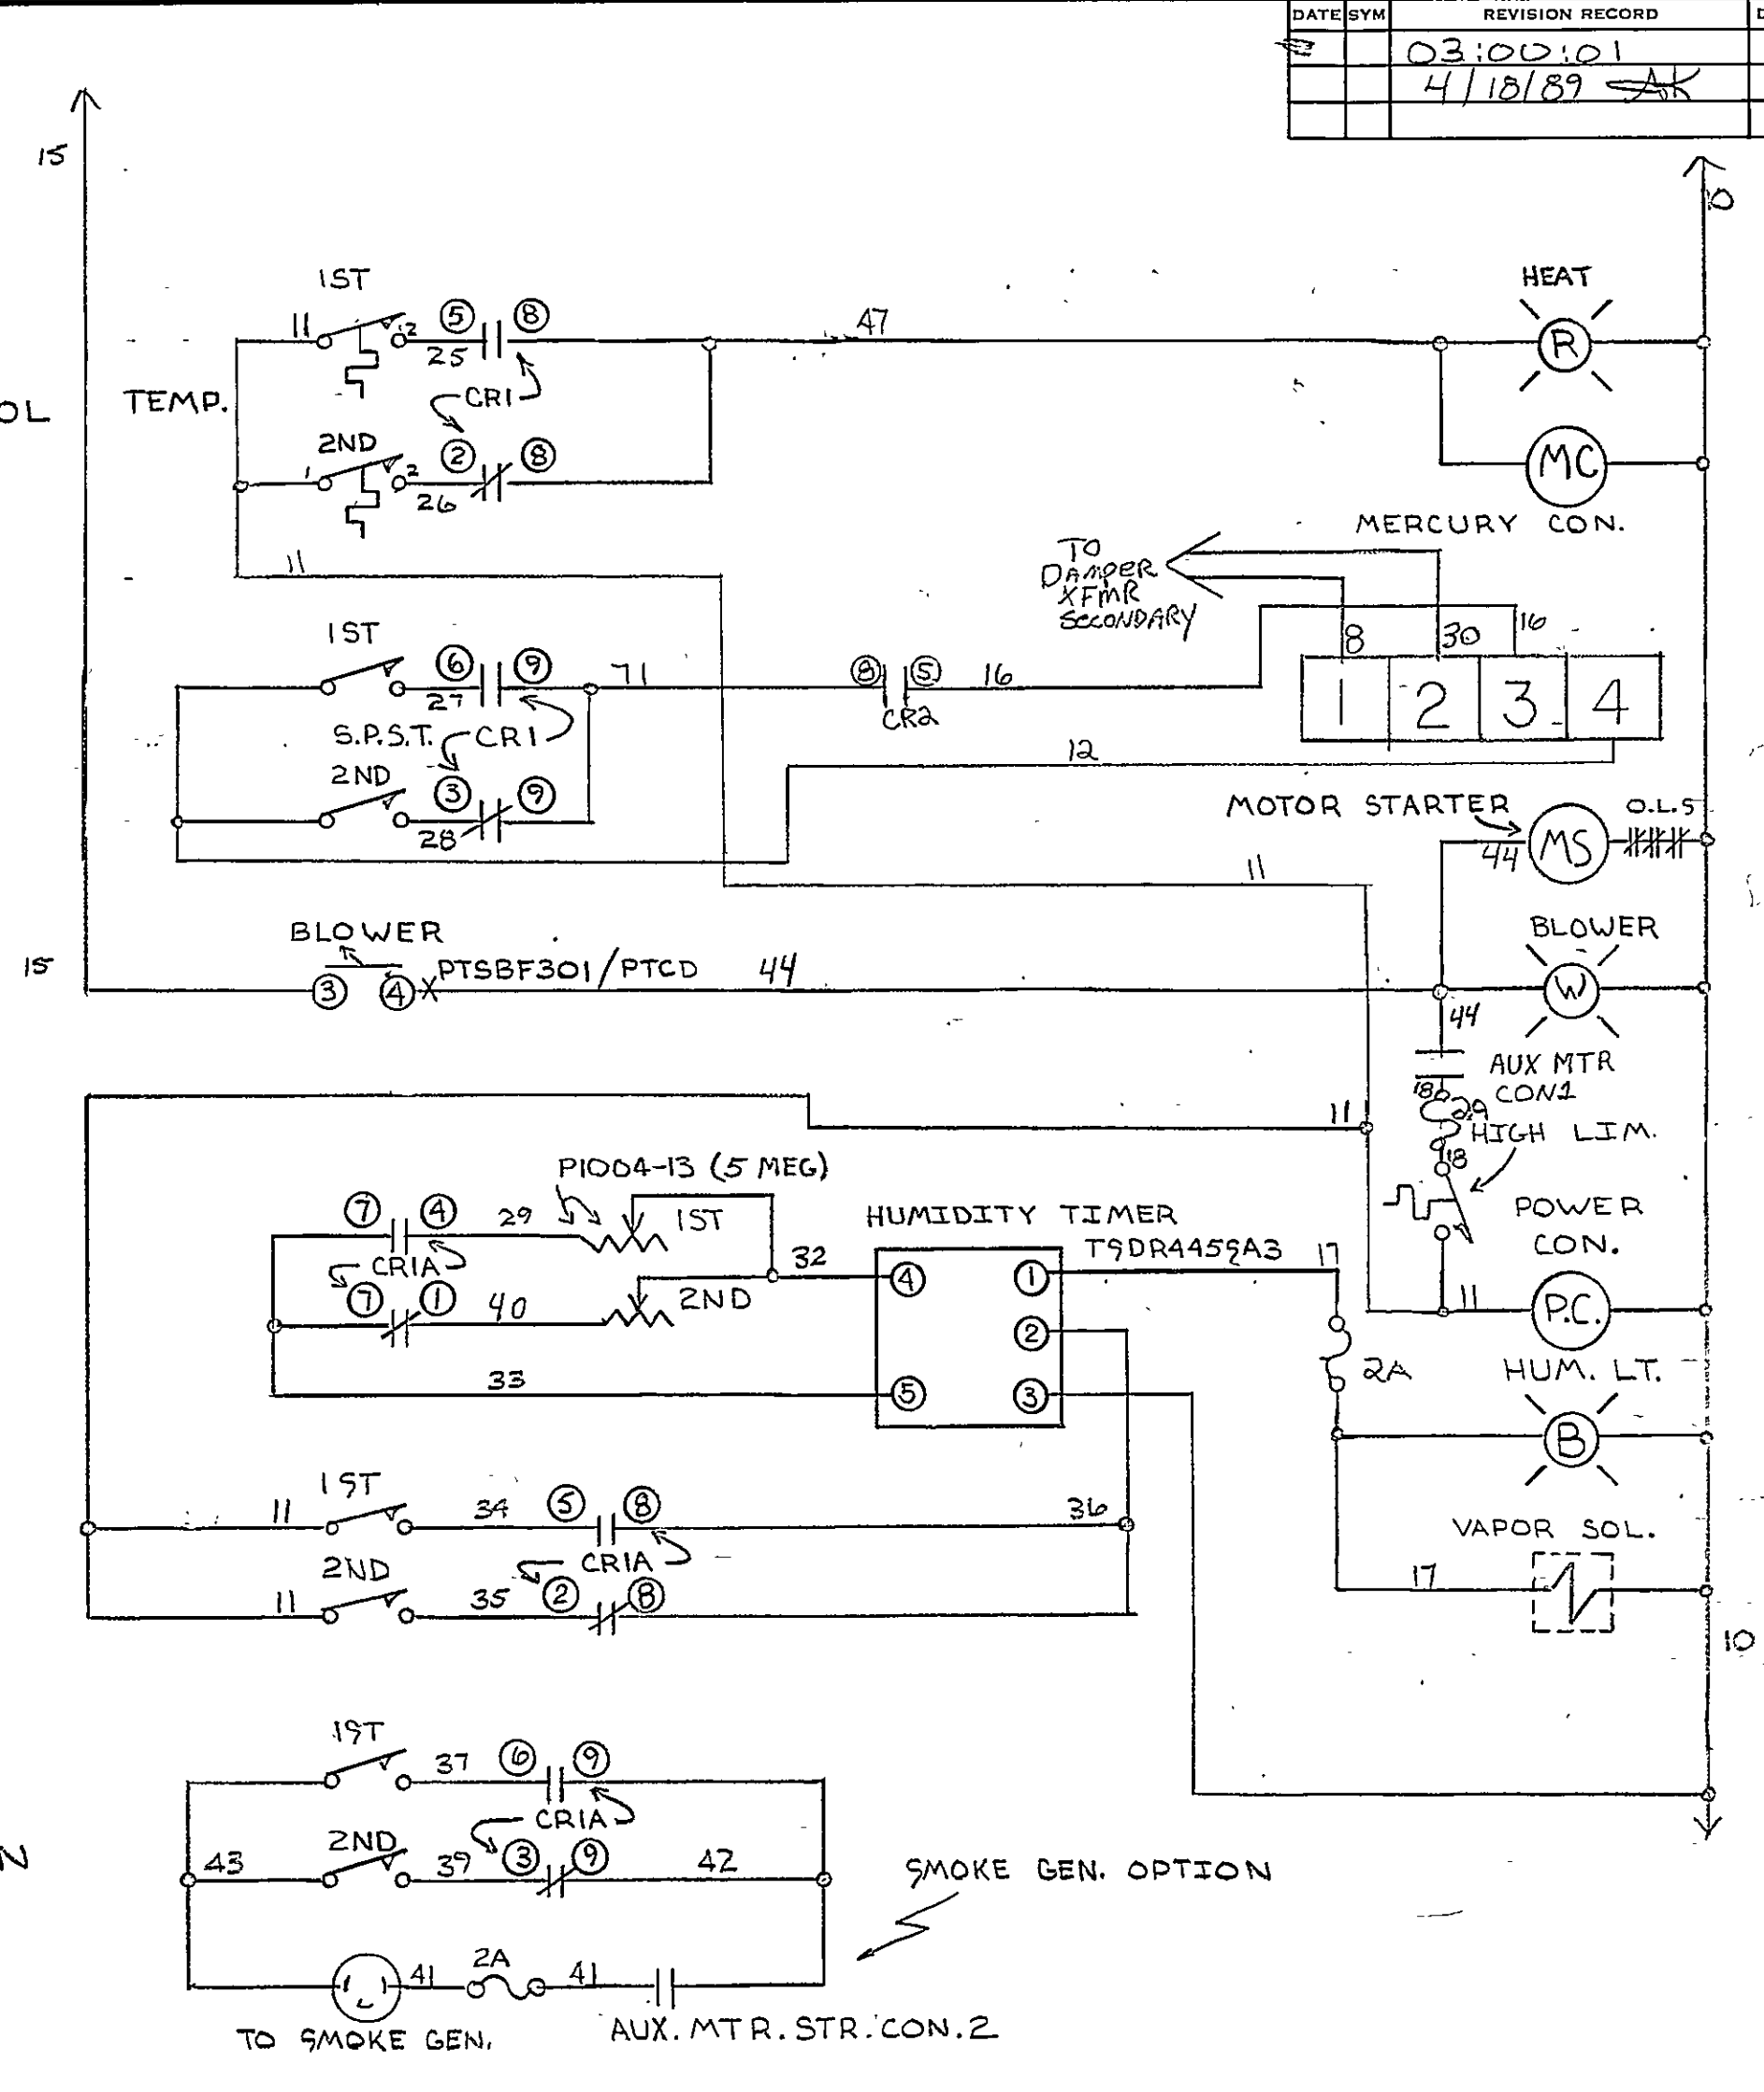 DATE SYM REVISION RECORD
03:00:01
4/18/89
15
10
1ST
HEAT
11 2 5 8 47
R
25
CR1
OL TEMP.
2ND
1 2 2 8
MC
26
MERCURY CON.
11
TO
DAMPER
XFMR
SECONDARY
1ST
8 30 16
6 9 71 8 5 16
27
1 2 3 4
CR2
S.P.S.T. CR1
12
2ND
3 9
28
MOTOR STARTER O.L.S
44 MS
11
BLOWER BLOWER
15 PTSBF301/PTCD 44
3 4
W
44
AUX MTR
CON1
18
29
11
HIGH LIM.
18
P1004-13 (5 MEG)
7 4 29 1ST
HUMIDITY TIMER
POWER
CON.
T9DR4459A3 17
CR1A
32
4 1
7 1 40 2ND
11 P.C.
2
2A HUM. LT.
33
5 3
B
1ST
11 34 5 8 36
CR1A
VAPOR SOL.
2ND
11 35 2 8
17
10
1ST
37 6 9
CR1A
2ND
N 43 39 3 9 42
SMOKE GEN. OPTION
2A
41 41
TO SMOKE GEN. AUX. MTR. STR. CON. 2